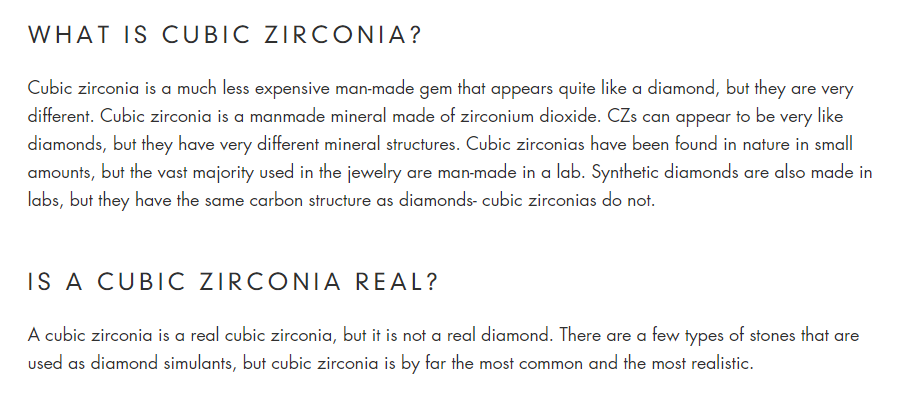 WHAT IS CUBIC ZIRCONIA?
Cubic zirconia is a much less expensive man-made gem that appears quite like a diamond, but they are very
different. Cubic zirconia is a manmade mineral made of zirconium dioxide. CZs can appear to be very like
diamonds, but they have very different mineral structures. Cubic zirconias have been found in nature in small
amounts, but the vast majority used in the jewelry are man-made in a lab. Synthetic diamonds are also made in
labs, but they have the same carbon structure as diamonds- cubic zirconias do not.
IS A CUBIC ZIRCONIA REAL?
A cubic zirconia is a real cubic zirconia, but it is not a real diamond. There are a few types of stones that are
used as diamond simulants, but cubic zirconia is by far the most common and the most realistic.